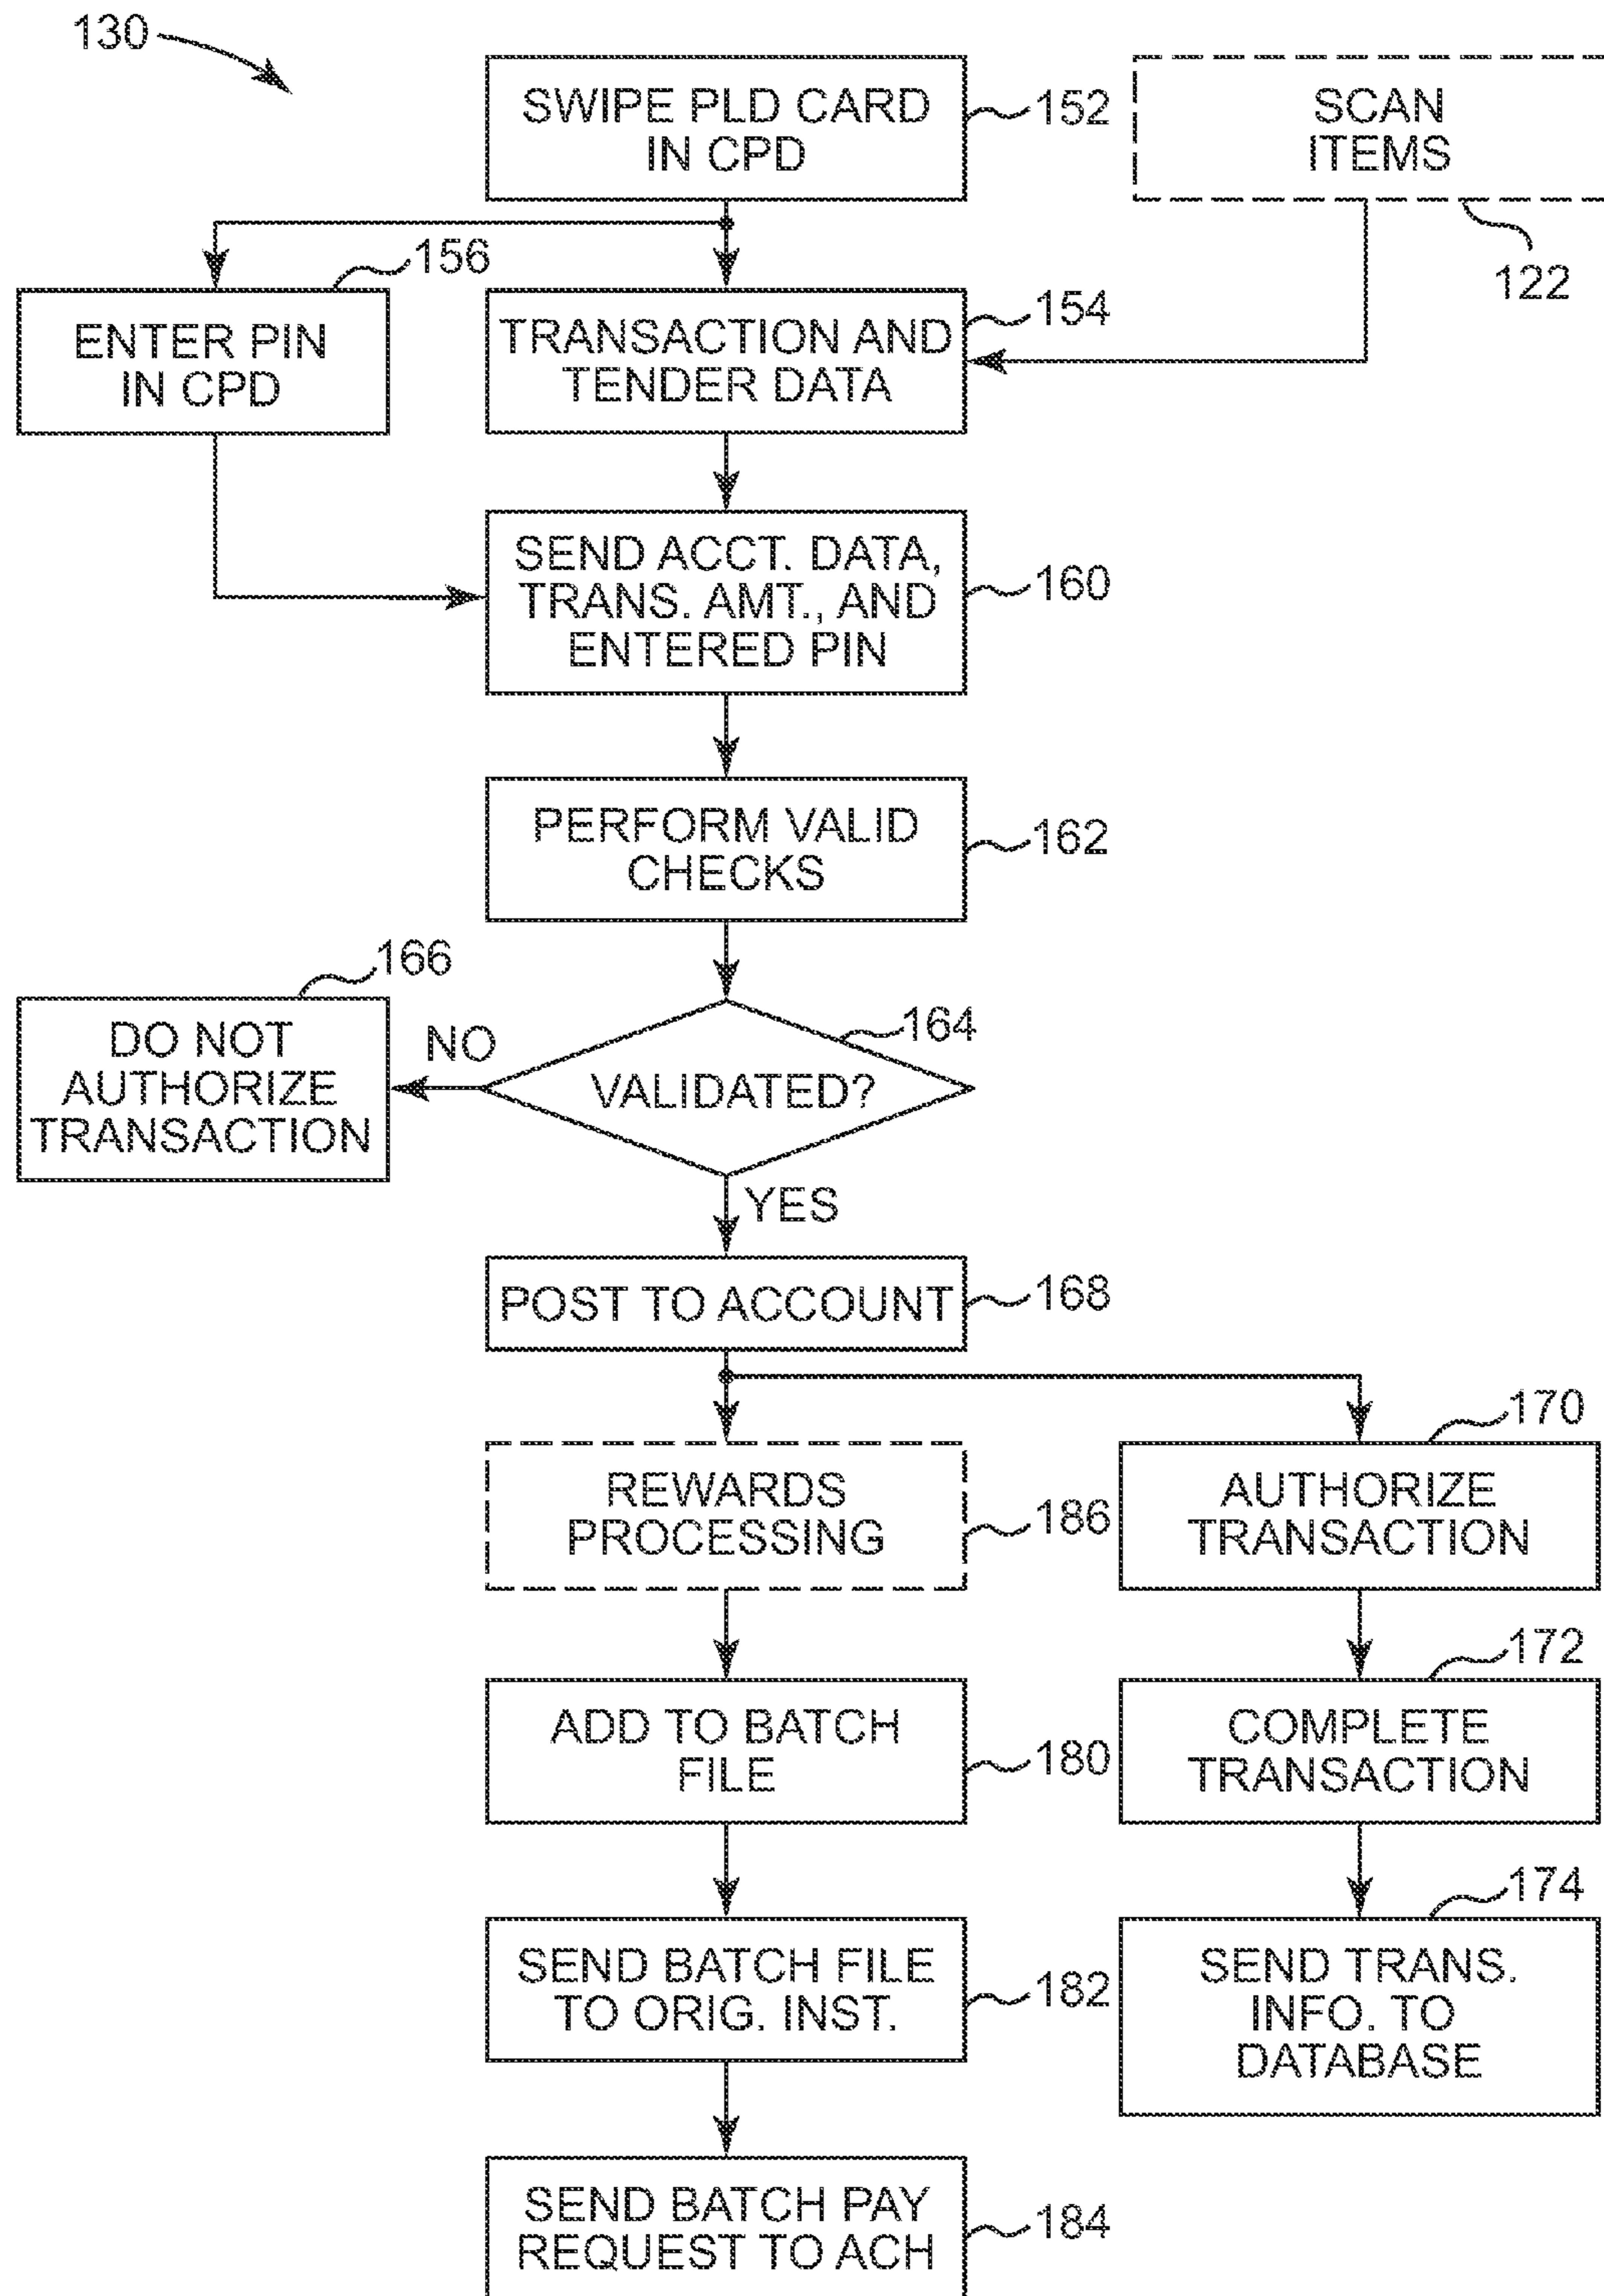 130
SWIPE PLD CARD
IN CPD
152
SCAN
ITEMS
122
156
ENTER PIN
IN CPD
TRANSACTION AND
TENDER DATA
154
SEND ACCT. DATA,
TRANS. AMT., AND
ENTERED PIN
160
PERFORM VALID
CHECKS
162
166
DO NOT
AUTHORIZE
TRANSACTION
NO
164
VALIDATED?
YES
POST TO ACCOUNT
168
REWARDS
PROCESSING
186
170
AUTHORIZE
TRANSACTION
ADD TO BATCH
FILE
180
172
COMPLETE
TRANSACTION
SEND BATCH FILE
TO ORIG. INST.
182
174
SEND TRANS.
INFO. TO
DATABASE
SEND BATCH PAY
REQUEST TO ACH
184